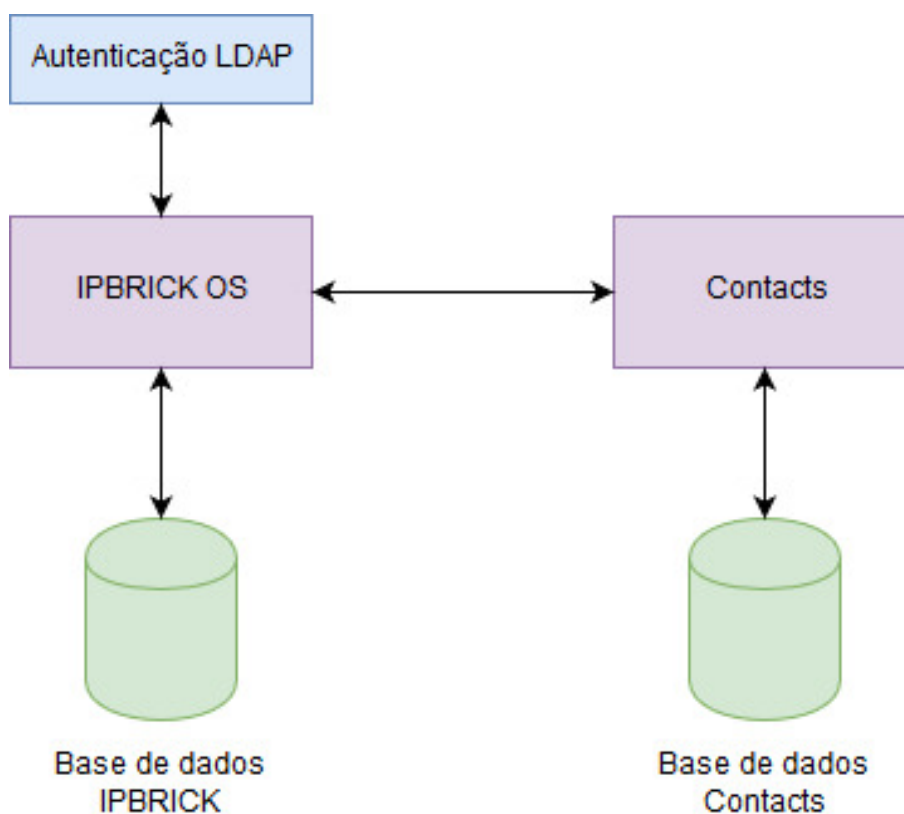 Autenticação LDAP
IPBRICK OS
Contacts
Base de dados
IPBRICK
Base de dados
Contacts